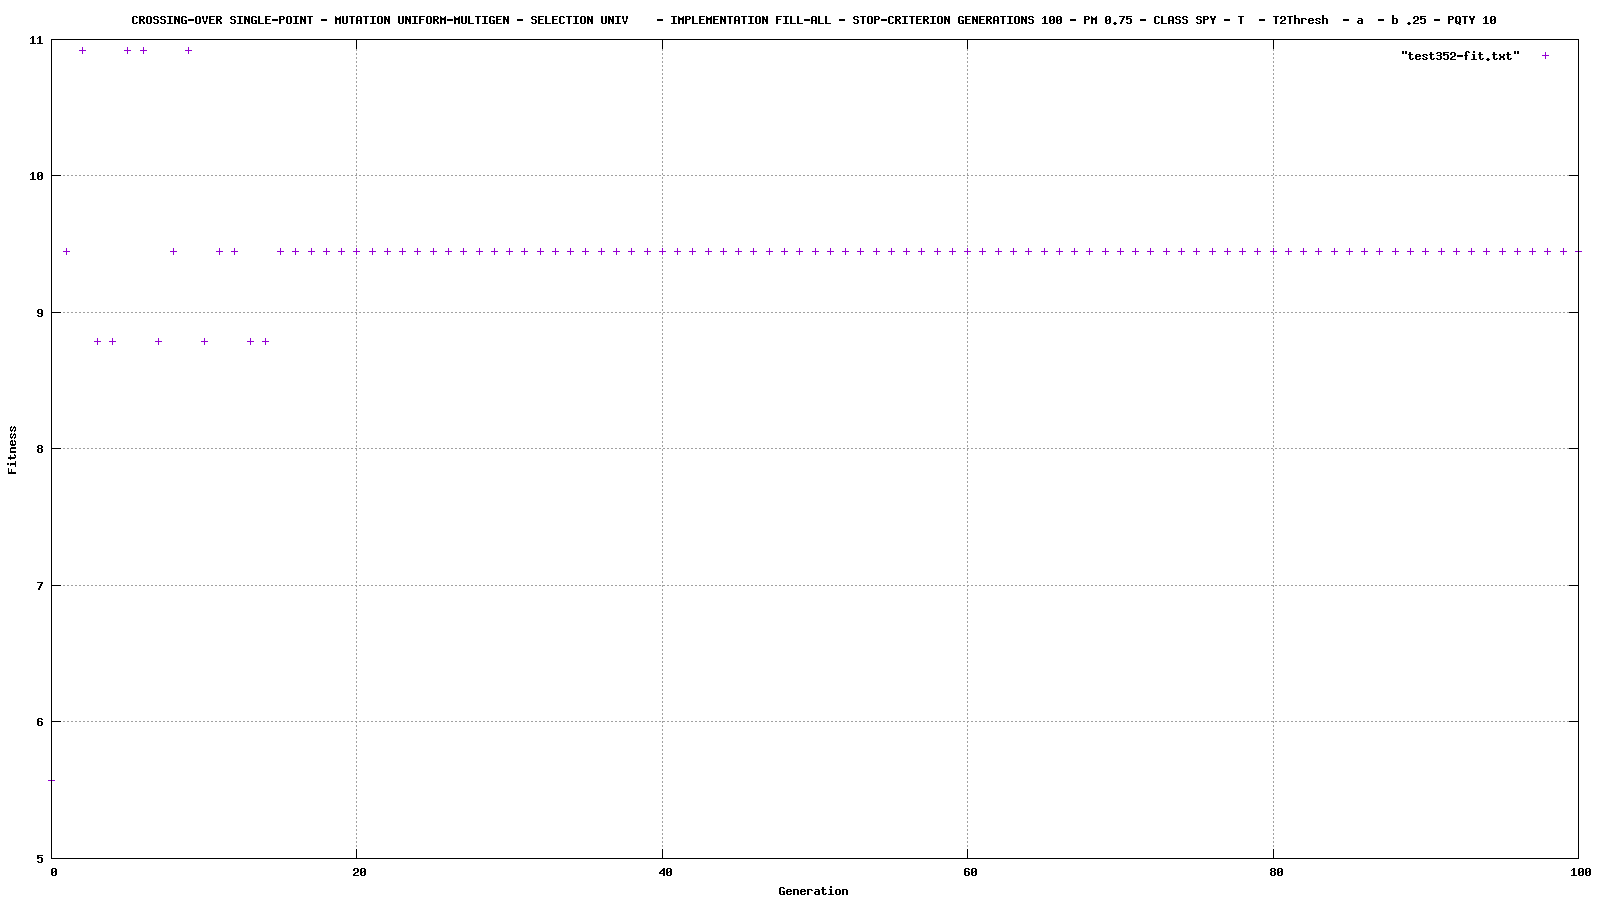 CROSSING-OVER SINGLE-POINT - MUTATION UNIFORM-MULTIGEN - SELECTION UNIV    - IMPLEMENTATION FILL-ALL - STOP-CRITERION GENERATIONS 100 - PM 0.75 - CLASS SPY - T  - T2Thresh  - a  - b .25 - PQTY 10
"test352-fit.txt"
11
10
9
8
7
6
5
Fitness
0 20 40 60 80 100
Generation